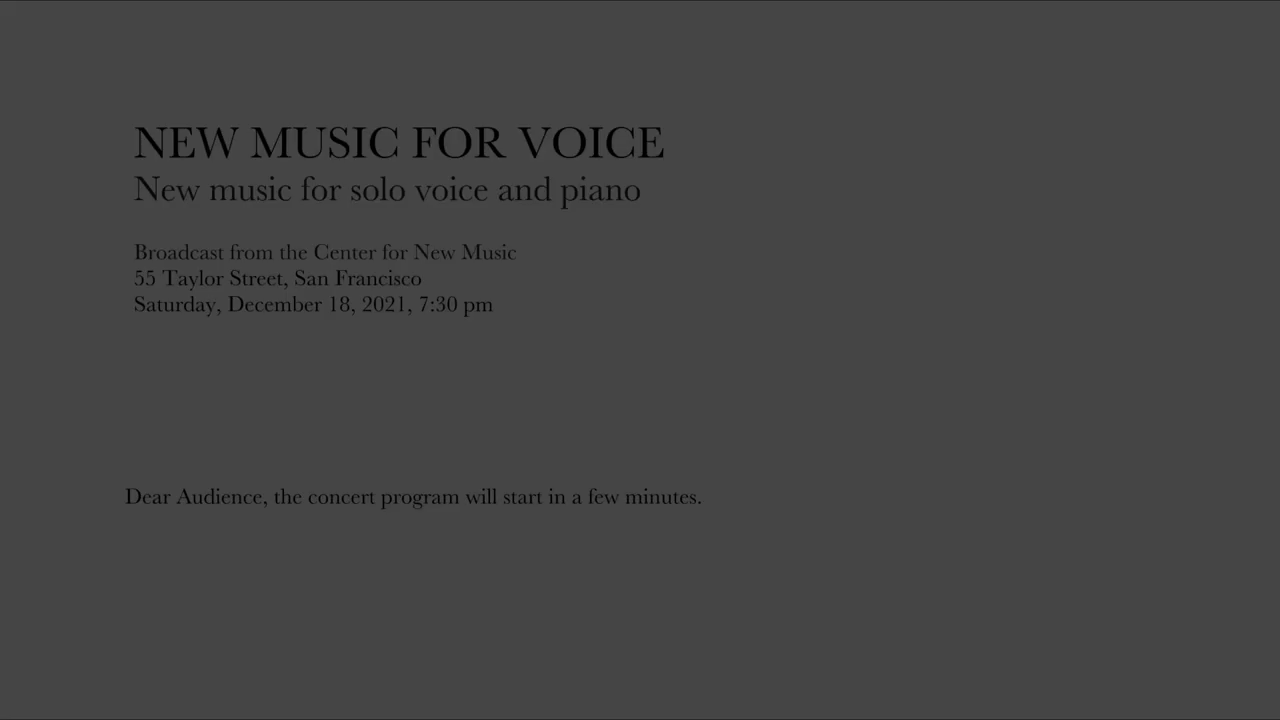 NEW MUSIC FOR VOICE
New music for solo voice and piano
Broadcast from the Center for New Music
55 Taylor Street, San Francisco
Saturday, December 18, 2021, 7:30 pm
Dear Audience, the concert program will start in a few minutes.